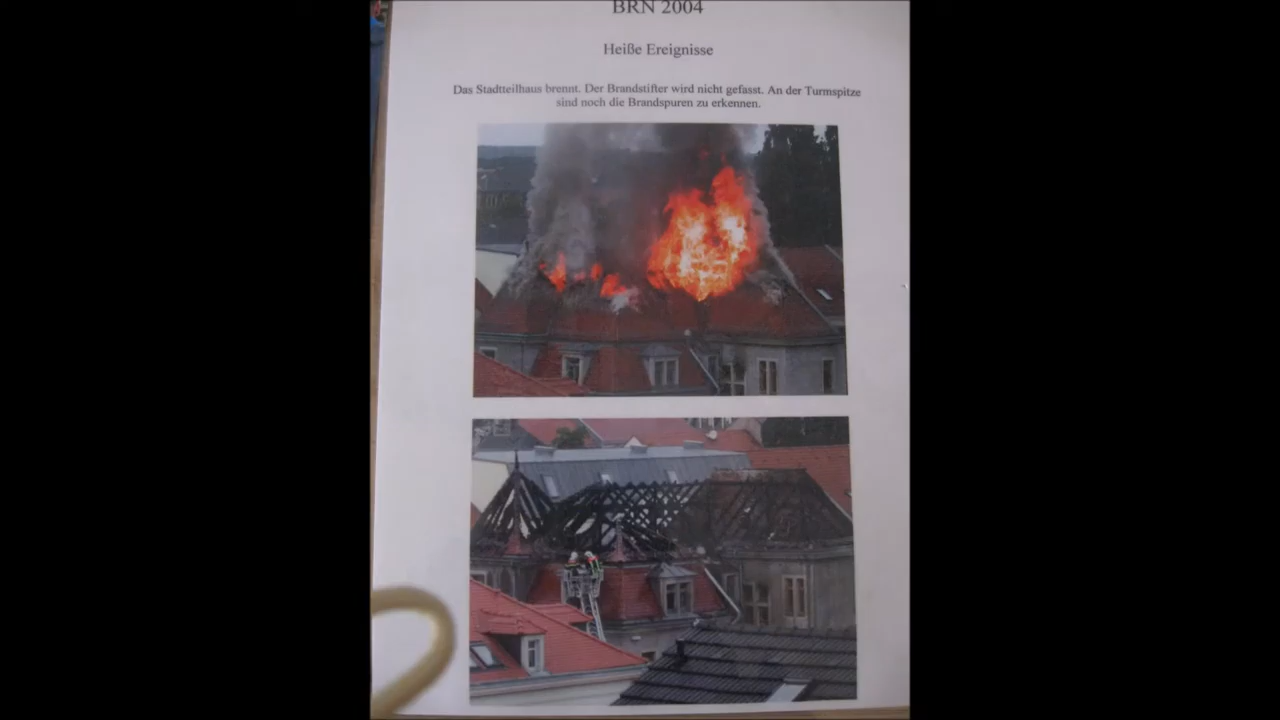 BRN 2004
Heiße Ereignisse
Das Stadtteilhaus brennt. Der Brandstifter wird nicht gefasst. An der Turmspitze
sind noch die Brandspuren zu erkennen.